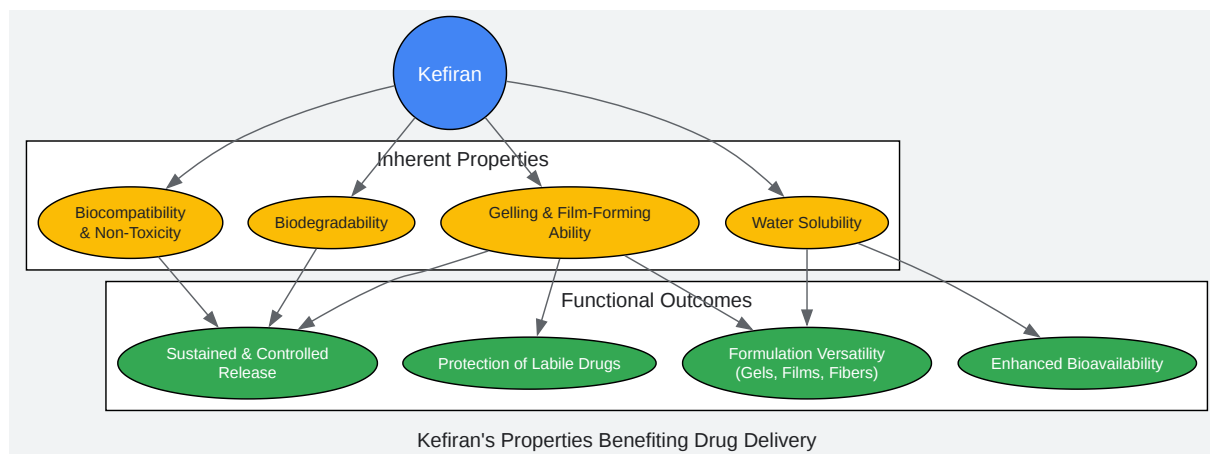 Kefiran
Inherent Properties
Biocompatibility
& Non-Toxicity
Biodegradability
Gelling & Film-Forming
Ability
Water Solubility
Functional Outcomes
Sustained & Controlled
Release
Protection of Labile Drugs
Formulation Versatility
(Gels, Films, Fibers)
Enhanced Bioavailability
Kefiran's Properties Benefiting Drug Delivery